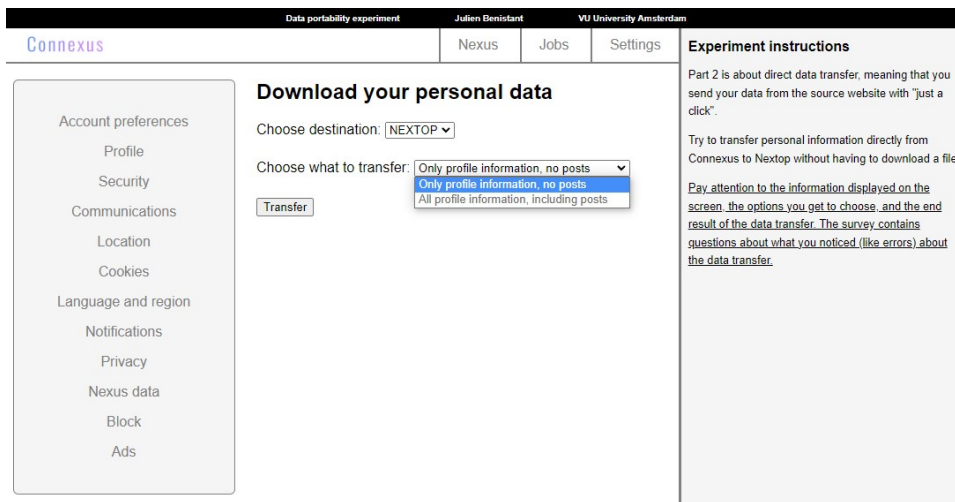 Data portability experiment Julien Benistant VU University Amsterdam
Connexus
Nexus Jobs Settings
Account preferences
Profile
Security
Communications
Location
Cookies
Language and region
Notifications
Privacy
Nexus data
Block
Ads
Download your personal data
Choose destination: NEXTOP
Choose what to transfer: Only profile information, no posts
Only profile information, no posts
All profile information, including posts
Transfer
Experiment instructions
Part 2 is about direct data transfer, meaning that you
send your data from the source website with "just a
click".
Try to transfer personal information directly from
Connexus to Nextop without having to download a file
Pay attention to the information displayed on the
screen, the options you get to choose, and the end
result of the data transfer. The survey contains
questions about what you noticed (like errors) about
the data transfer.